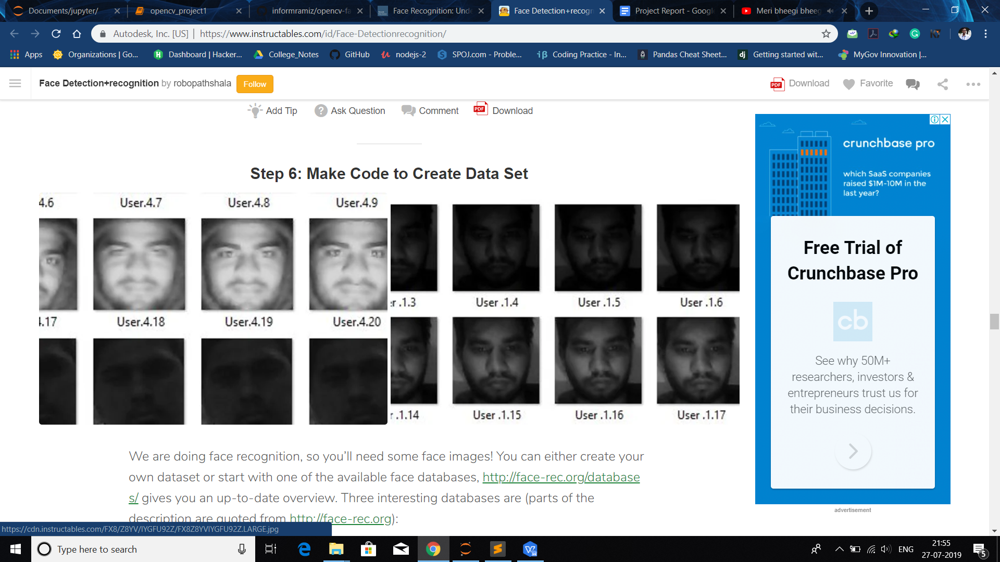 Documents/jupyter/
opencv_project1
informramiz/opencv-fa
Face Recognition: Unde
Face Detection+recogn
Project Report - Google
Meri bheegi bheeg
Autodesk, Inc. [US] | https://www.instructables.com/id/Face-Detectionrecognition/
Apps
Organizations | Go...
Dashboard | Hacker...
College_Notes
GitHub
nodejs-2
SPOJ.com - Proble...
Coding Practice - In...
Pandas Cheat Sheet...
dj
Getting started wit...
MyGov Innovation |...
Face Detection+recognition by robopathshala
Follow
PDF Download
Favorite
Add Tip
Ask Question
Comment
PDF Download
Step 6: Make Code to Create Data Set
4.6 User.4.7 User.4.8 User.4.9
4.17 User.4.18 User.4.19 User.4.20
er .1.3 User .1.4 User .1.5 User .1.6
r .1.14 User .1.15 User .1.16 User .1.17
We are doing face recognition, so you’ll need some face images! You can either create your
own dataset or start with one of the available face databases, http://face-rec.org/database
s/ gives you an up-to-date overview. Three interesting databases are (parts of the
description are quoted from http://face-rec.org):
crunchbase pro
which SaaS companies
raised $1M-10M in the
last year?
Free Trial of
Crunchbase Pro
cb
See why 50M+
researchers, investors &
entrepreneurs trust us for
their business decisions.
advertisement
https://cdn.instructables.com/FX8/Z8YV/IYGFU92Z/FX8Z8YVIYGFU92Z.LARGE.jpg
Type here to search
ENG
21:55
27-07-2019
5